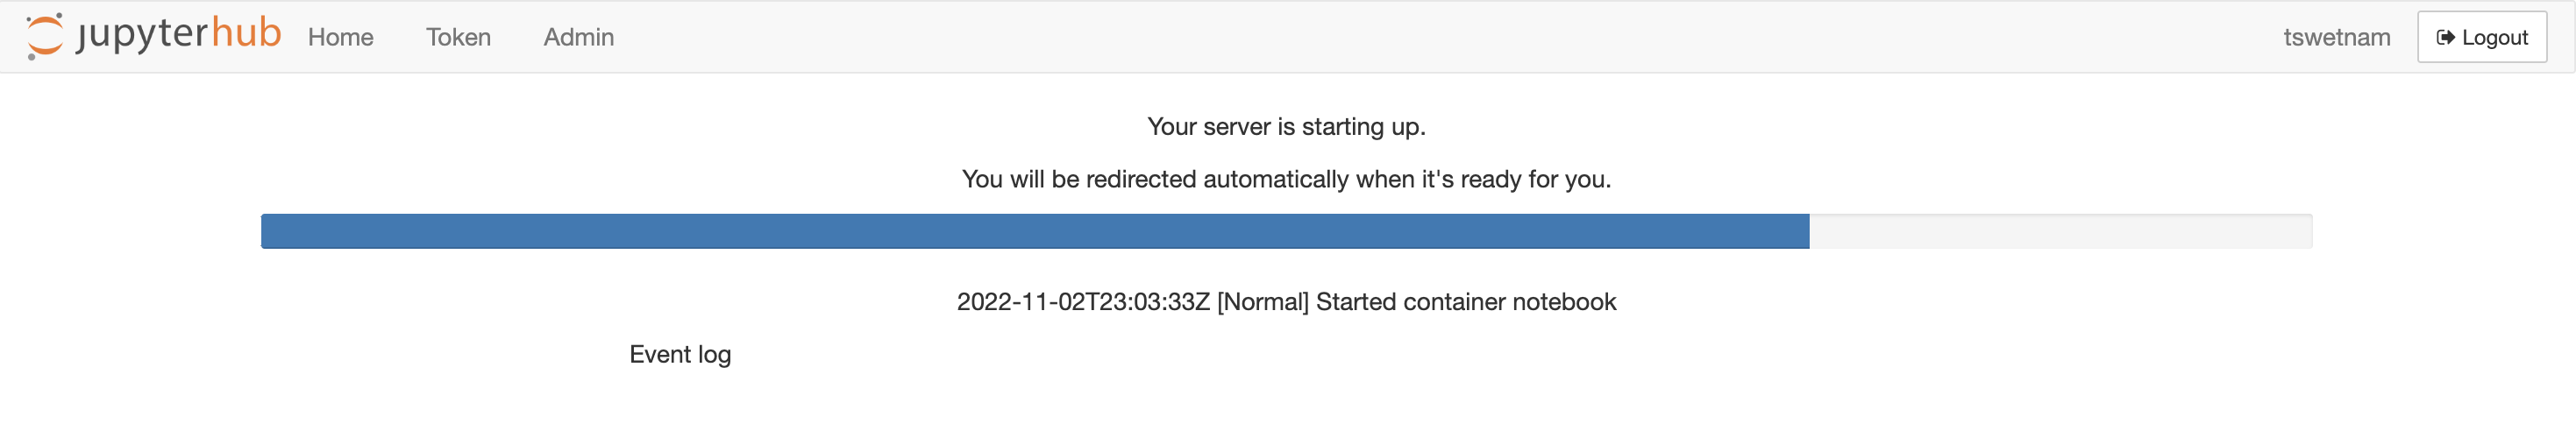 jupyterhub Home Token Admin tswetnam Logout
Your server is starting up.
You will be redirected automatically when it's ready for you.
2022-11-02T23:03:33Z [Normal] Started container notebook
Event log